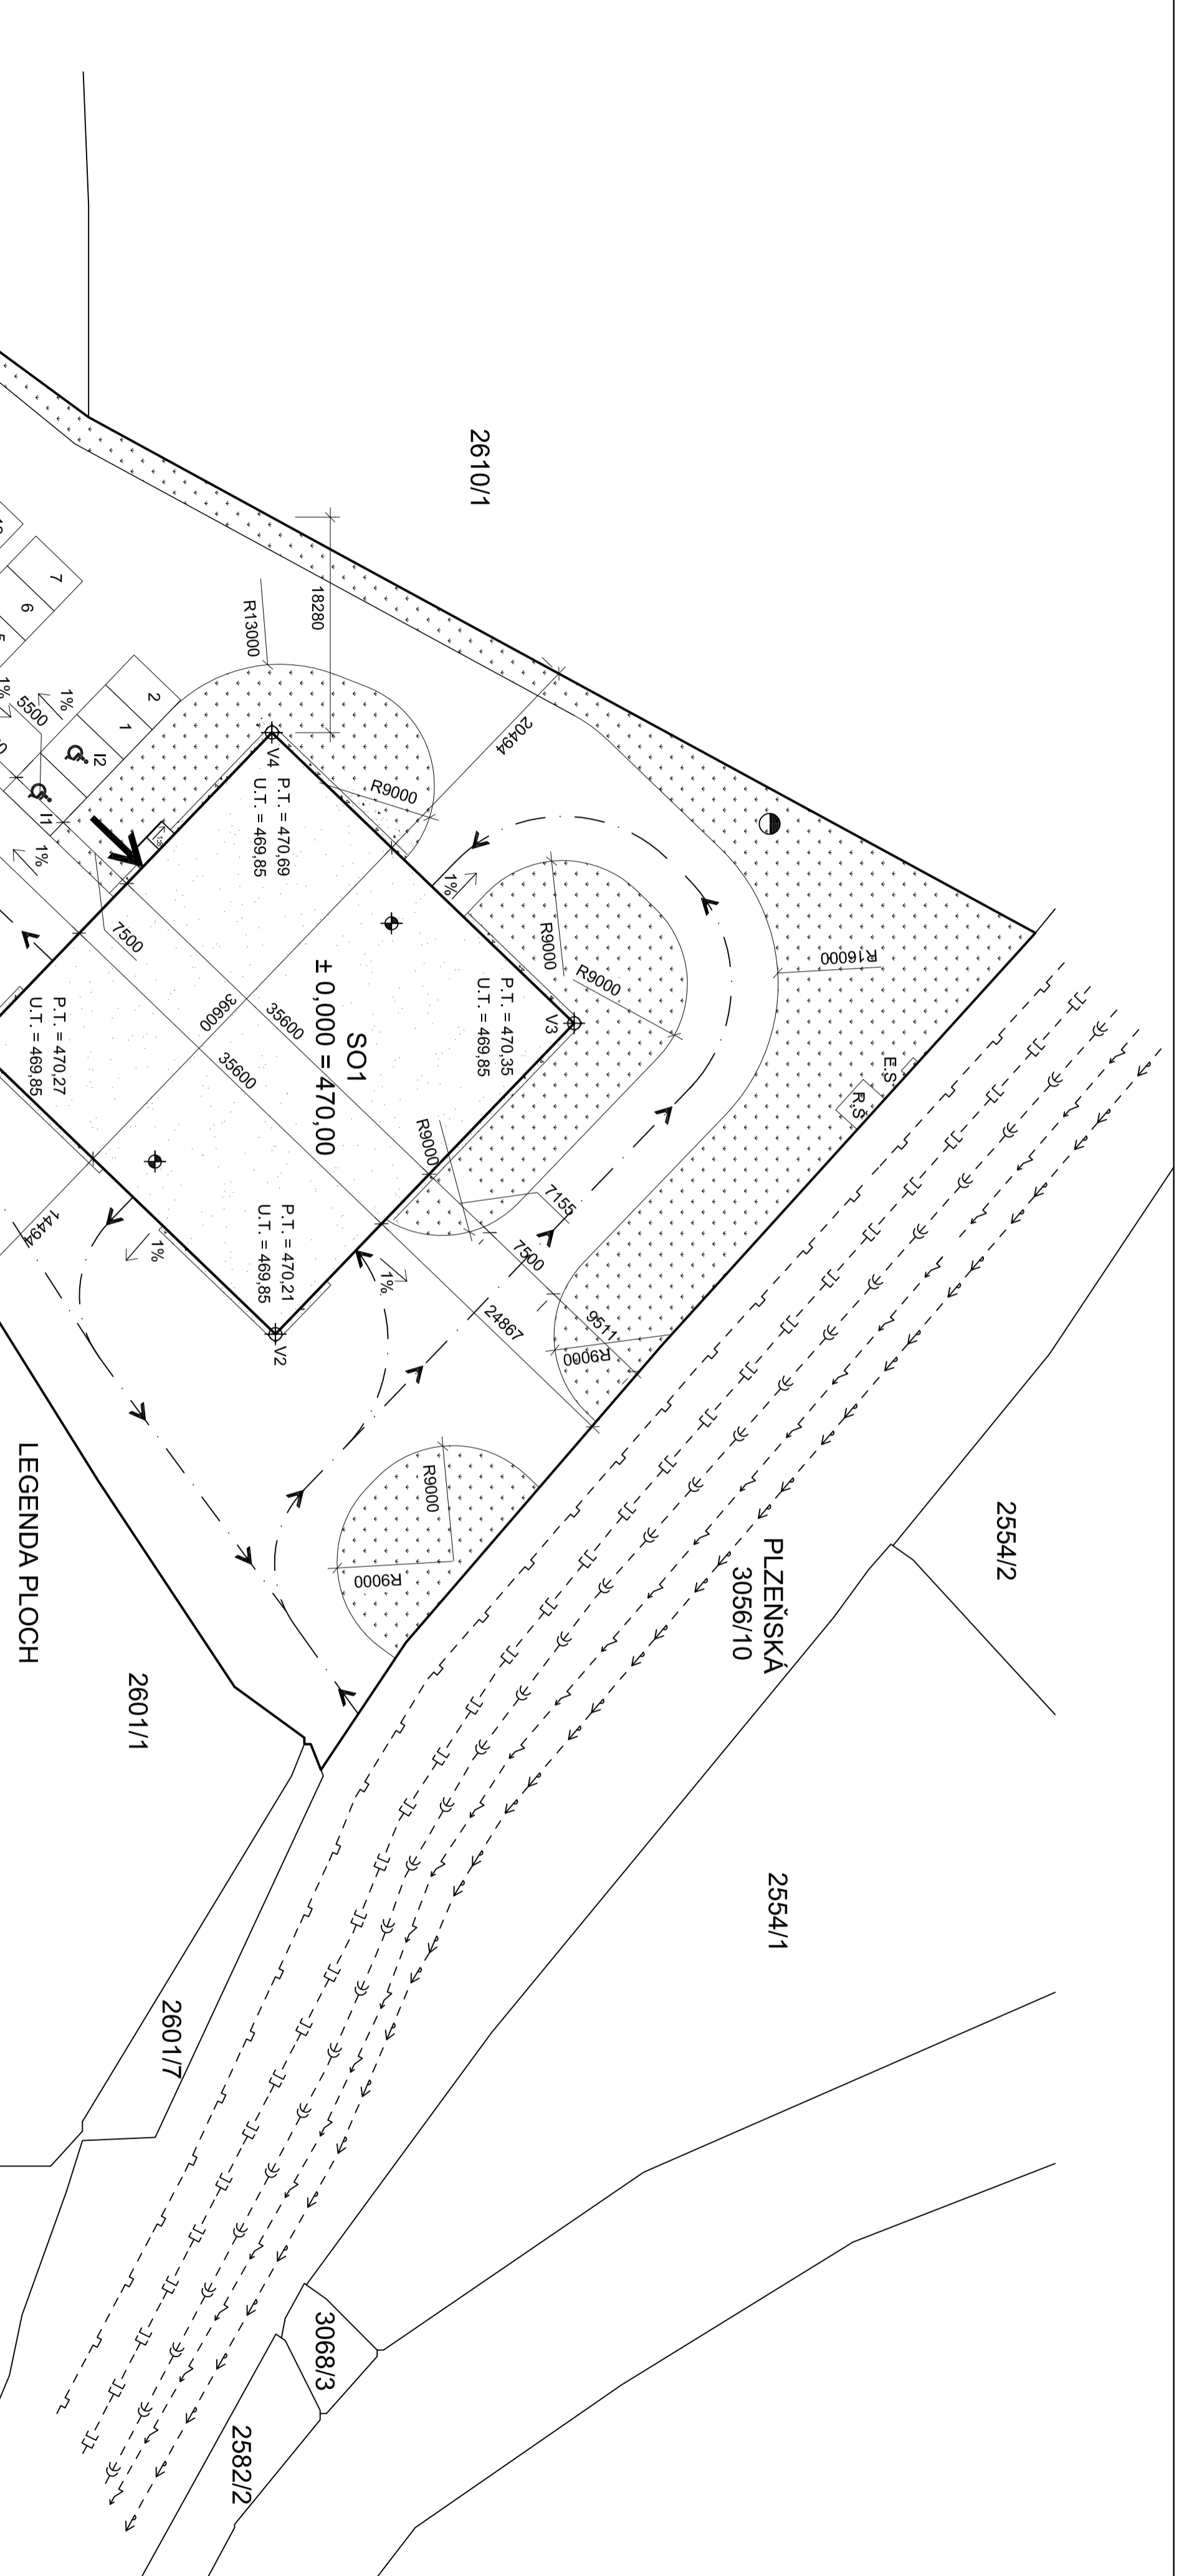 2610/1
2554/2
2554/1
PLZEŇSKÁ
3056/10
3068/3
2582/2
2601/7
2601/1
LEGENDA PLOCH
SO1
± 0,000 = 470,00
V4
P.T. = 470,69
U.T. = 469,85
V3
P.T. = 470,35
U.T. = 469,85
V2
P.T. = 470,21
U.T. = 469,85
P.T. = 470,27
U.T. = 469,85
18280
R13000
20494
R9000
R9000
R9000
R16000
E.S
R.Š
R9000
7155
7500
9511
R9000
24867
R9000
R9000
35600
35600
36600
7500
5500
14494
1%
1%
1%
1%
1%
1%
7
6
2
1
I2
I1